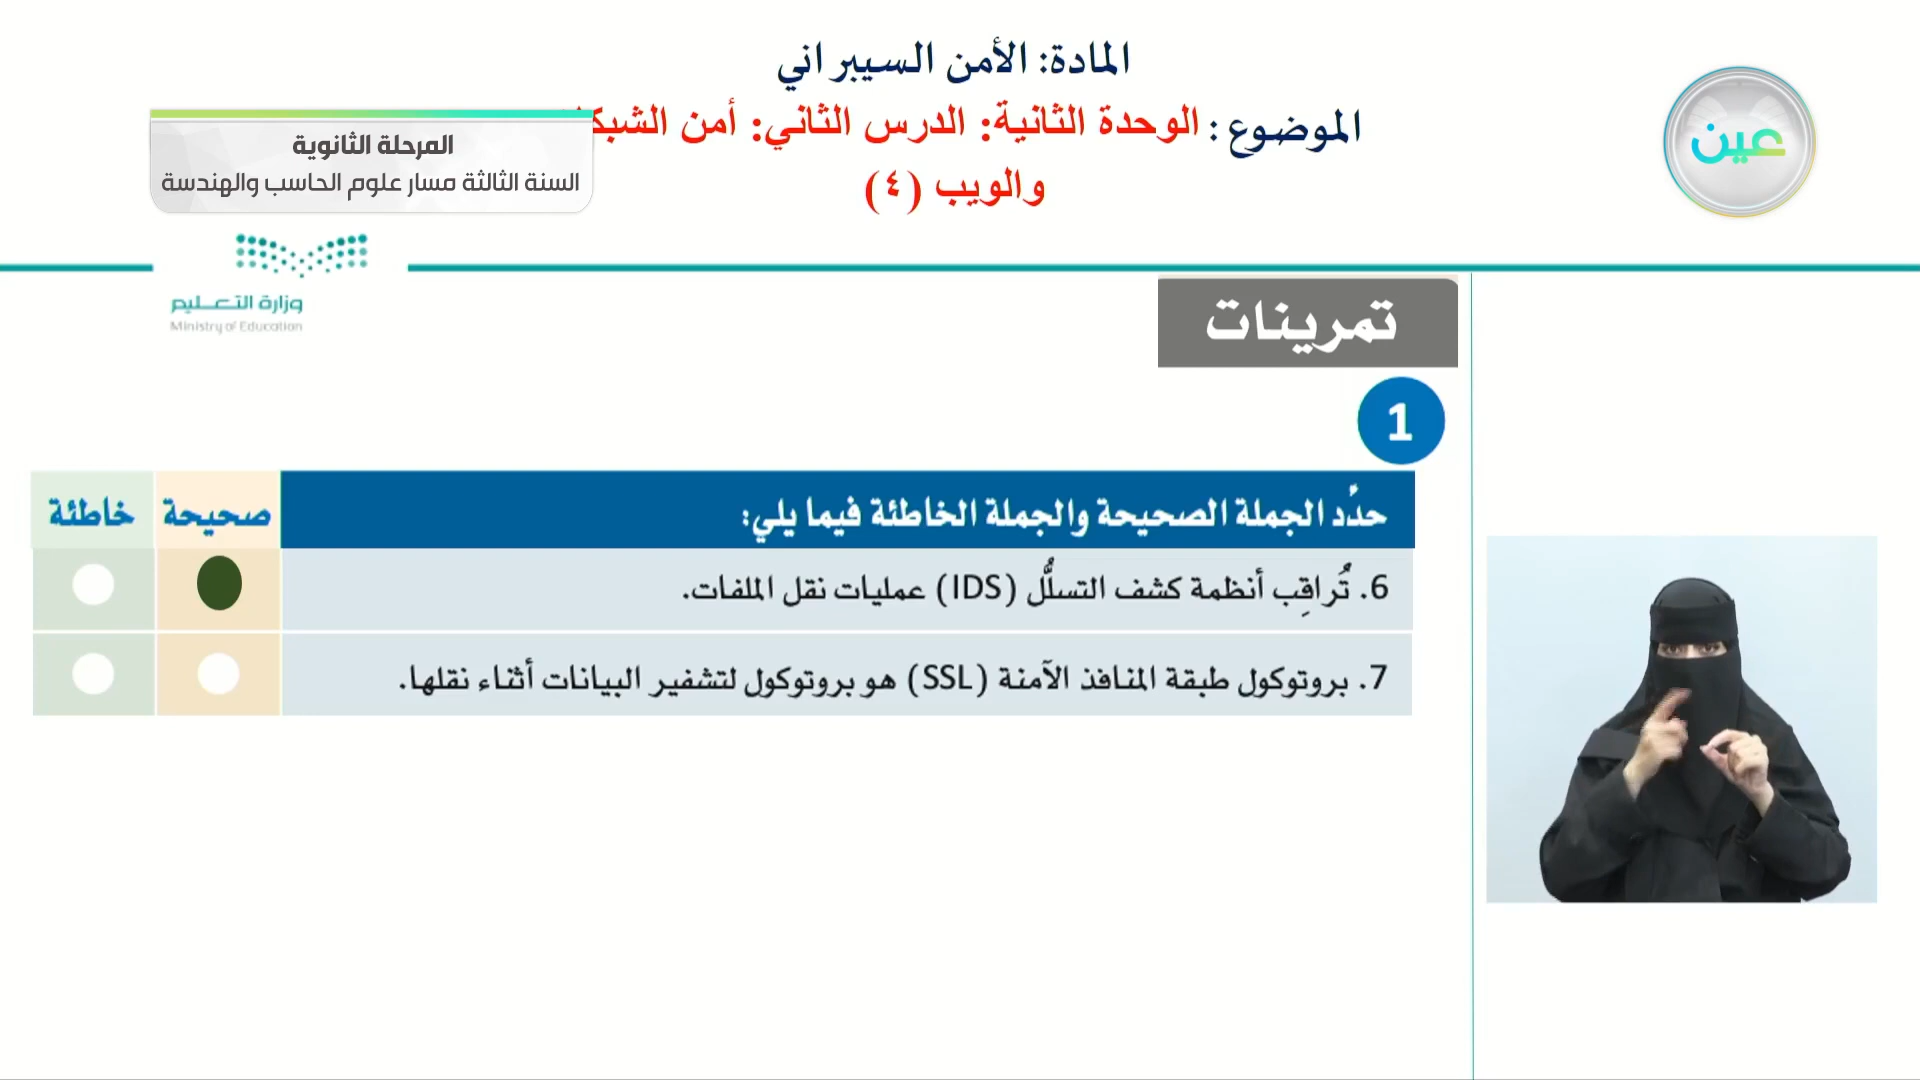 المادة: الأمن السيبراني
الموضوع : الوحدة الثانية: الدرس الثاني: أمن الشبكا
والويب (٤)
المرحلة الثانوية
السنة الثالثة مسار علوم الحاسب والهندسة
عين
وزارة التعليم
Ministry of Education
تمرينات
1
حدِّد الجملة الصحيحة والجملة الخاطئة فيما يلي: صحيحة خاطئة
6. تُراقِب أنظمة كشف التسلُّل (IDS) عمليات نقل الملفات.
7. بروتوكول طبقة المنافذ الآمنة (SSL) هو بروتوكول لتشفير البيانات أثناء نقلها.